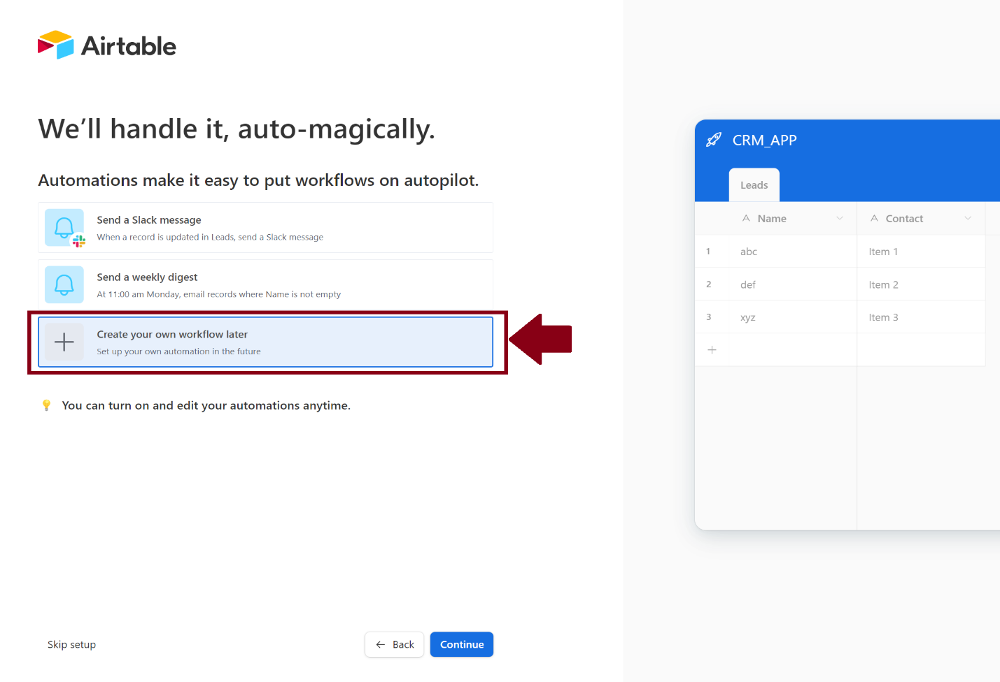 Airtable
We’ll handle it, auto-magically.
Automations make it easy to put workflows on autopilot.
Send a Slack message
When a record is updated in Leads, send a Slack message
Send a weekly digest
At 11:00 am Monday, email records where Name is not empty
Create your own workflow later
Set up your own automation in the future
You can turn on and edit your automations anytime.
Skip setup
Back
Continue
CRM_APP
Leads
A Name
A Contact
1 abc Item 1
2 def Item 2
3 xyz Item 3
+